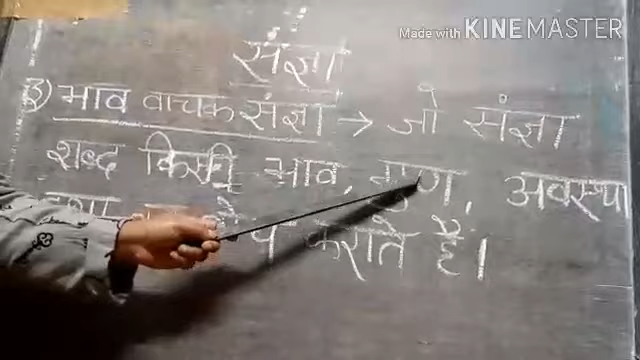 Made with KINEMASTER
संज्ञा
3) भाव वाचक संज्ञा → जो संज्ञा
शब्द किसी भाव, गुण, अवस्था
कराते है।